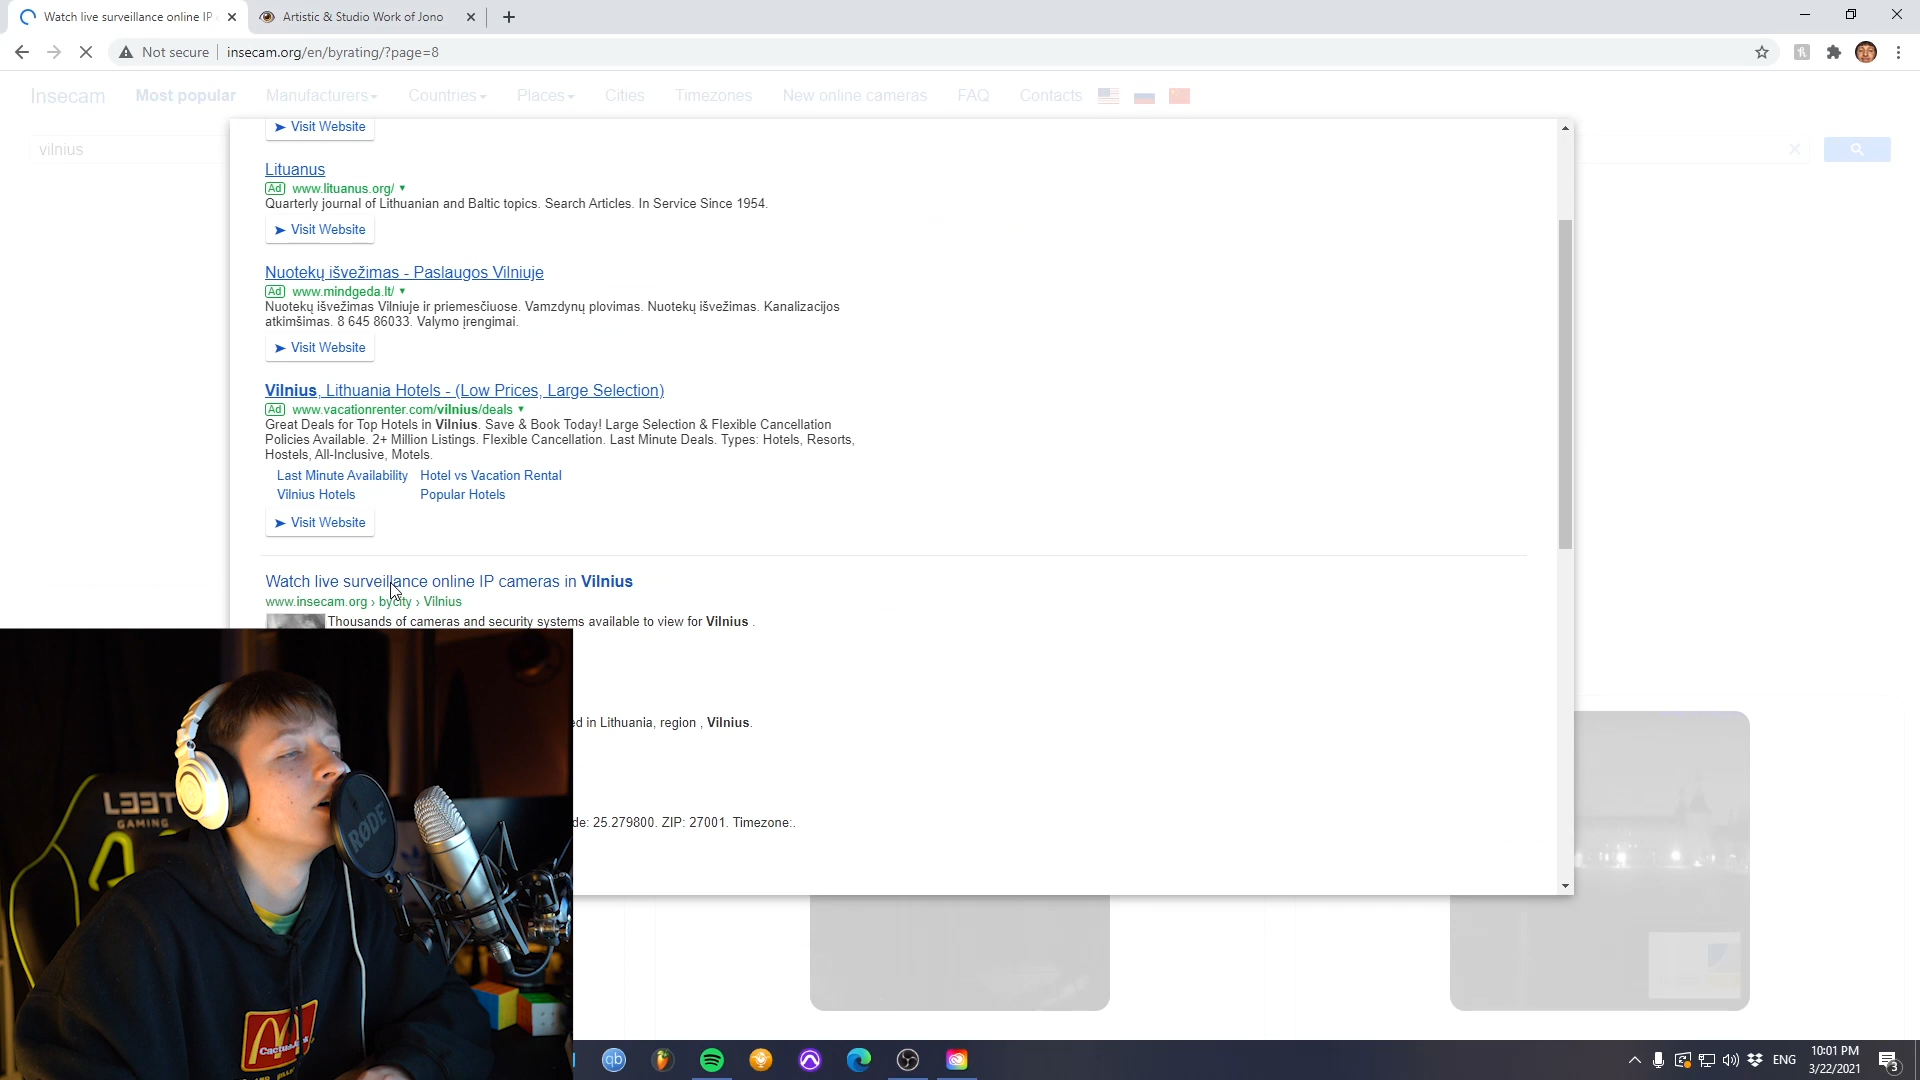 Watch live surveillance online IP
Artistic & Studio Work of Jono
Not secure
insecam.org/en/byrating/?page=8
Insecam
Most popular
Manufacturers
Countries
Places
Cities
Timezones
New online cameras
FAQ
Contacts
vilnius
Visit Website
Lituanus
Ad www.lituanus.org/
Quarterly journal of Lithuanian and Baltic topics. Search Articles. In Service Since 1954.
Visit Website
Nuotekų išvežimas - Paslaugos Vilniuje
Ad www.mindgeda.lt/
Nuotekų išvežimas Vilniuje ir priemesčiuose. Vamzdynų plovimas. Nuotekų išvežimas. Kanalizacijos
atkimšimas. 8 645 86033. Valymo įrengimai.
Visit Website
Vilnius, Lithuania Hotels - (Low Prices, Large Selection)
Ad www.vacationrenter.com/vilnius/deals
Great Deals for Top Hotels in Vilnius. Save & Book Today! Large Selection & Flexible Cancellation
Policies Available. 2+ Million Listings. Flexible Cancellation. Last Minute Deals. Types: Hotels, Resorts,
Hostels, All-Inclusive, Motels.
Last Minute Availability Hotel vs Vacation Rental
Vilnius Hotels Popular Hotels
Visit Website
Watch live surveillance online IP cameras in Vilnius
www.insecam.org › bycity › Vilnius
Thousands of cameras and security systems available to view for Vilnius .
ed in Lithuania, region , Vilnius.
de: 25.279800. ZIP: 27001. Timezone:.
L33T
GAMING
RØDE
qb
ENG
10:01 PM
3/22/2021
3